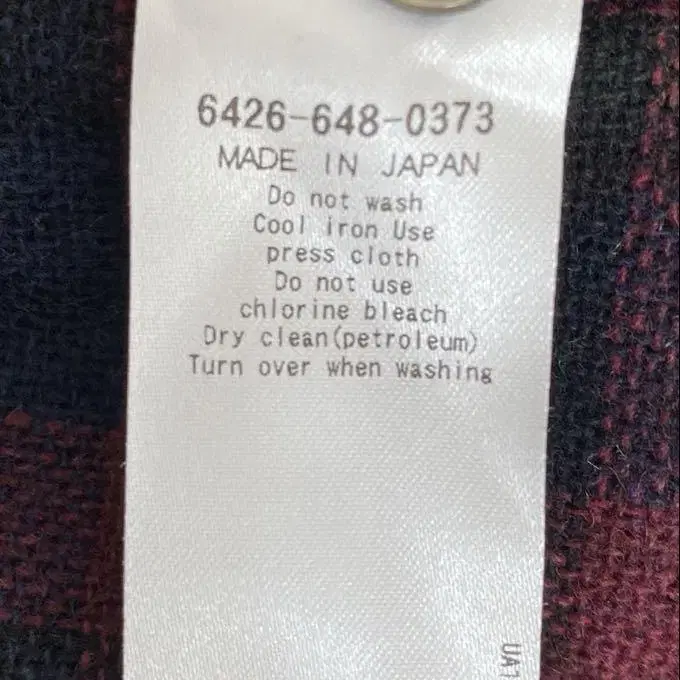 6426-648-0373
MADE IN JAPAN
Do not wash
Cool iron Use
press cloth
Do not use
chlorine bleach
Dry clean(petroleum)
Turn over when washing